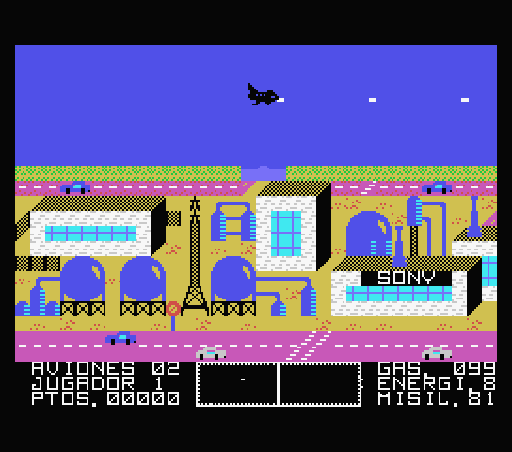 SONY
AVIONES 02
JUGADOR 1
PTOS.00000
GAS. 099
ENERGI.8
MISIL.81